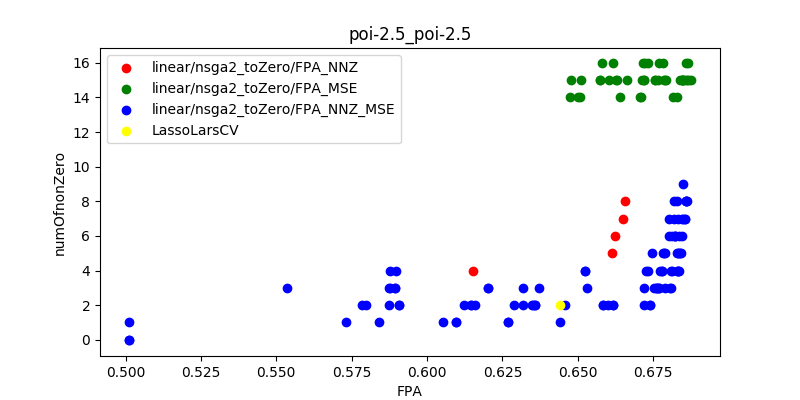 poi-2.5_poi-2.5
linear/nsga2_toZero/FPA_NNZ
linear/nsga2_toZero/FPA_MSE
linear/nsga2_toZero/FPA_NNZ_MSE
LassoLarsCV
numOfnonZero
16
14
12
10
8
6
4
2
0
0.500 0.525 0.550 0.575 0.600 0.625 0.650 0.675
FPA